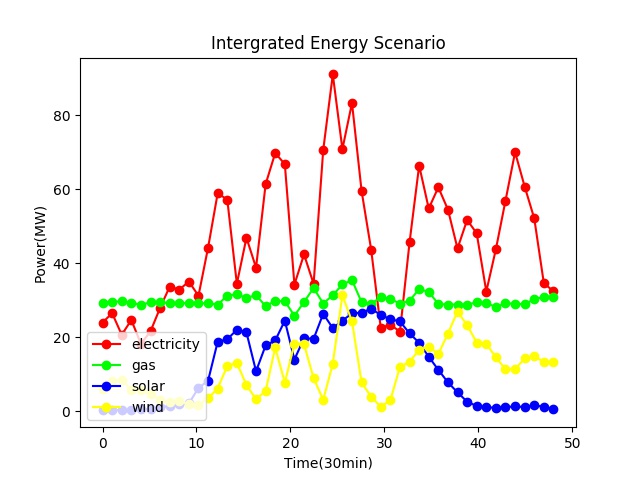 Intergrated Energy Scenario
Power(MW)
80
60
40
20
0
electricity
gas
solar
wind
0 10 20 30 40 50
Time(30min)